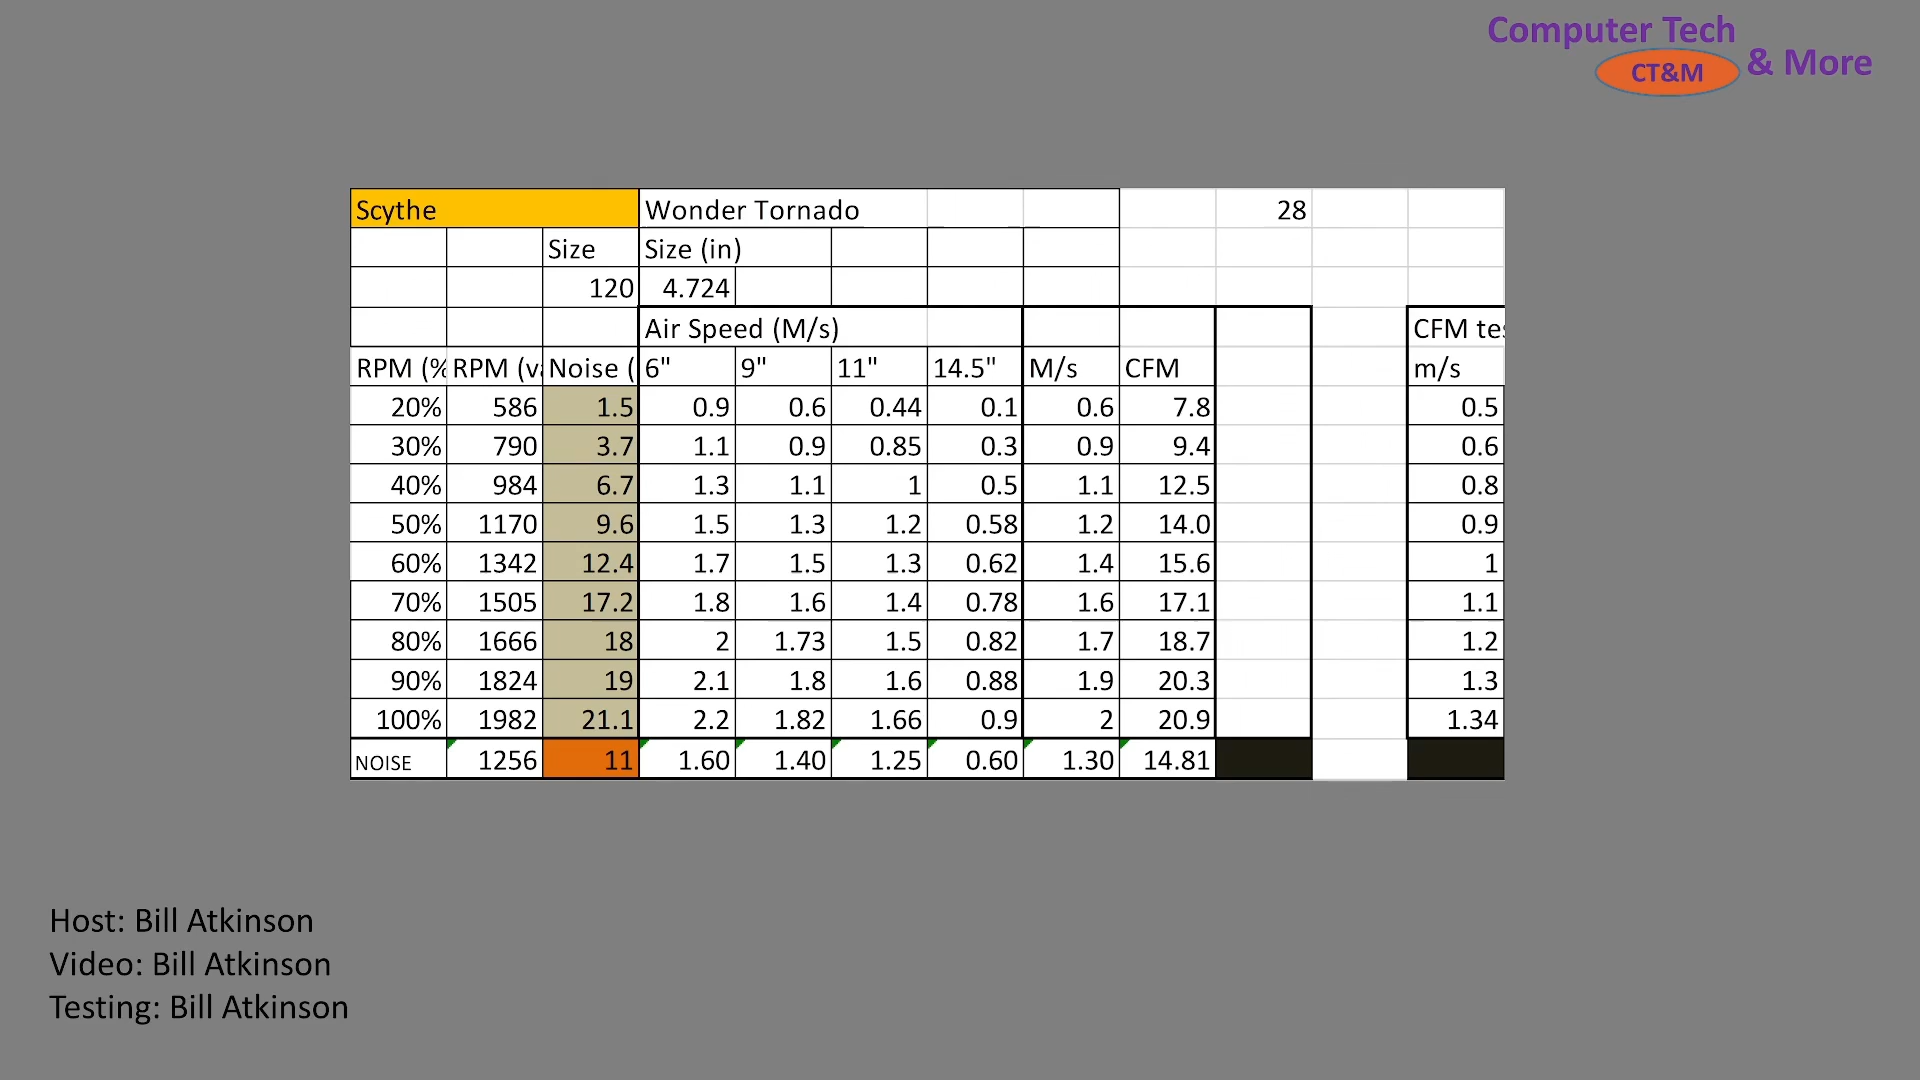 Computer Tech
CT&M & More
Scythe Wonder Tornado 28
Size Size (in)
120 4.724
Air Speed (M/s) CFM tes
RPM (% RPM (va Noise ( 6" 9" 11" 14.5" M/s CFM m/s
20% 586 1.5 0.9 0.6 0.44 0.1 0.6 7.8 0.5
30% 790 3.7 1.1 0.9 0.85 0.3 0.9 9.4 0.6
40% 984 6.7 1.3 1.1 1 0.5 1.1 12.5 0.8
50% 1170 9.6 1.5 1.3 1.2 0.58 1.2 14.0 0.9
60% 1342 12.4 1.7 1.5 1.3 0.62 1.4 15.6 1
70% 1505 17.2 1.8 1.6 1.4 0.78 1.6 17.1 1.1
80% 1666 18 2 1.73 1.5 0.82 1.7 18.7 1.2
90% 1824 19 2.1 1.8 1.6 0.88 1.9 20.3 1.3
100% 1982 21.1 2.2 1.82 1.66 0.9 2 20.9 1.34
NOISE 1256 11 1.60 1.40 1.25 0.60 1.30 14.81
Host: Bill Atkinson
Video: Bill Atkinson
Testing: Bill Atkinson